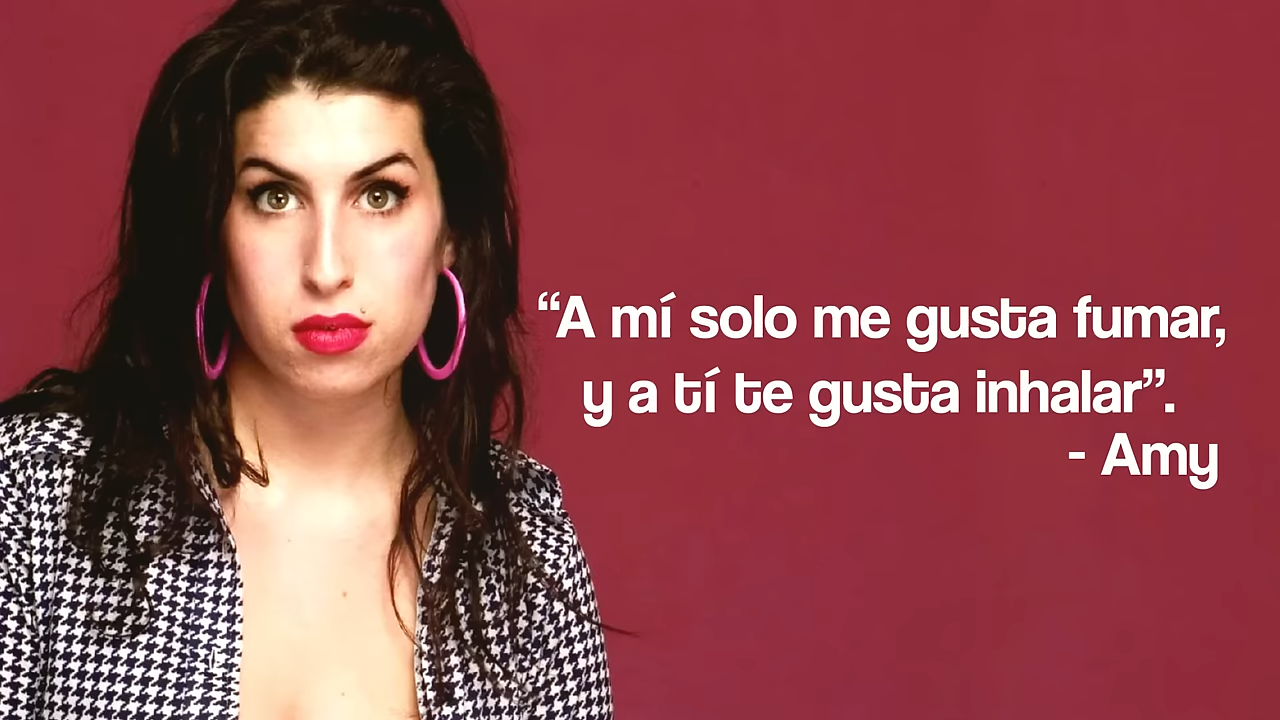 “A mí solo me gusta fumar,
y a tí te gusta inhalar”.
- Amy